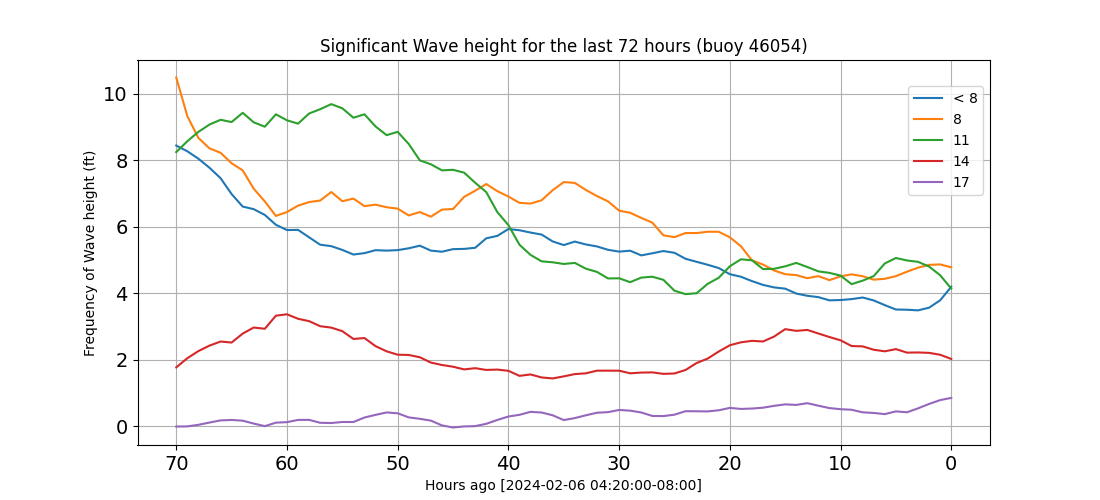 Significant Wave height for the last 72 hours (buoy 46054)
Frequency of Wave height (ft)
10
8
6
4
2
0
< 8
8
11
14
17
70 60 50 40 30 20 10 0
Hours ago [2024-02-06 04:20:00-08:00]